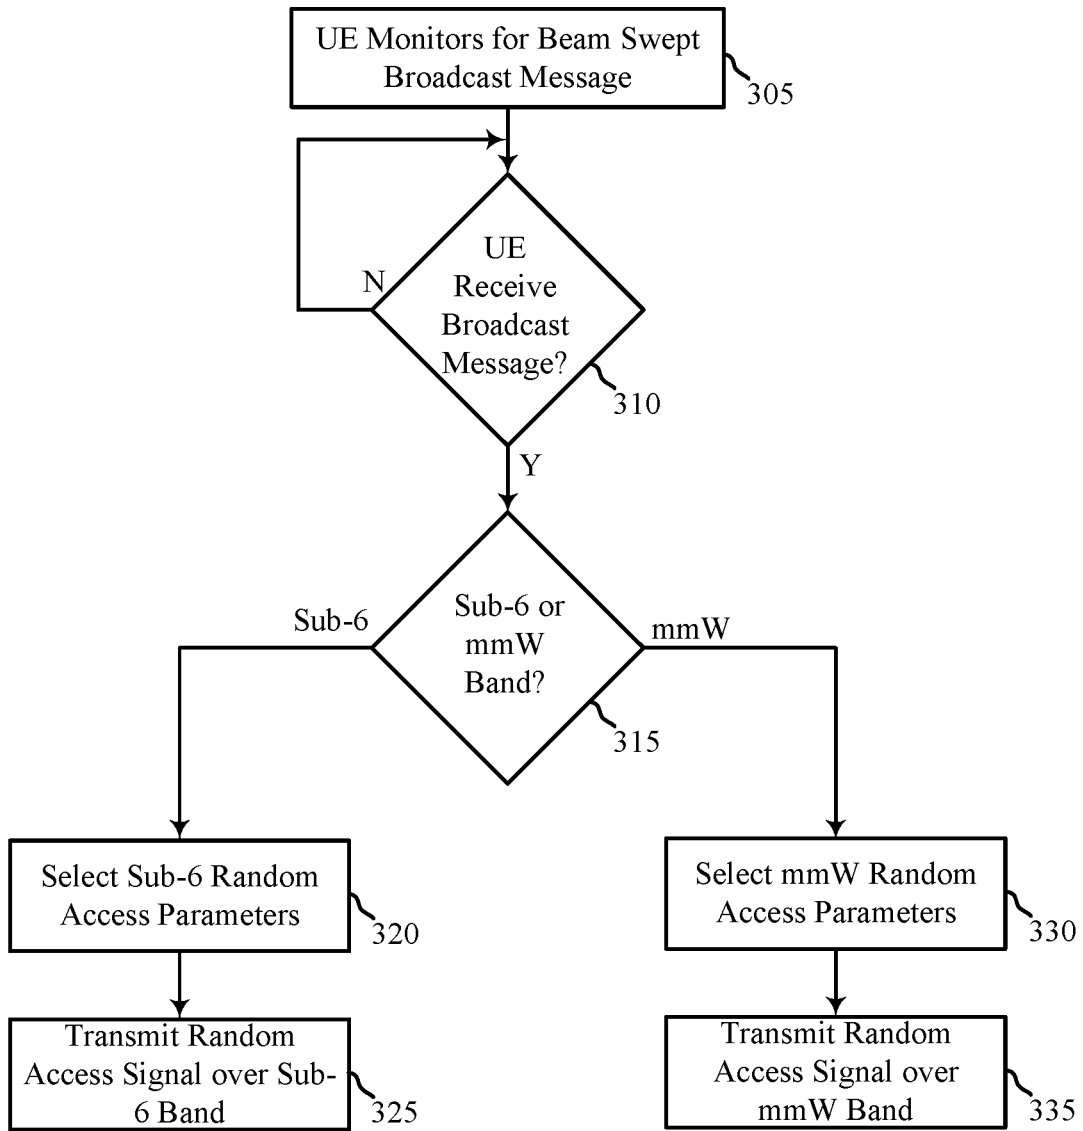 UE Monitors for Beam Swept
Broadcast Message
305
UE
Receive
Broadcast
Message?
N
310
Y
Sub-6 or
mmW
Band?
Sub-6
mmW
315
Select Sub-6 Random
Access Parameters
320
Transmit Random
Access Signal over Sub-
6 Band
325
Select mmW Random
Access Parameters
330
Transmit Random
Access Signal over
mmW Band
335